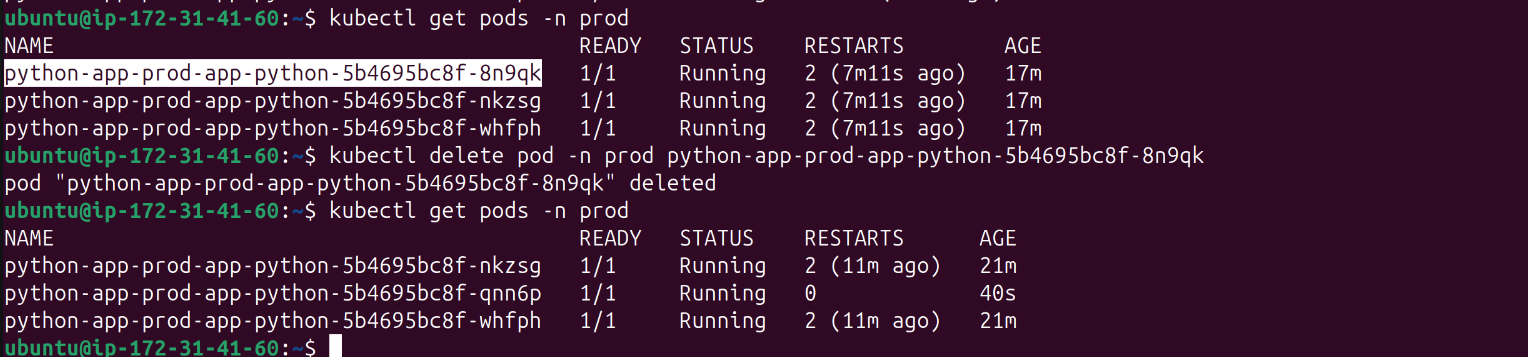 ubuntu@ip-172-31-41-60:~$ kubectl get pods -n prod
NAME READY STATUS RESTARTS AGE
python-app-prod-app-python-5b4695bc8f-8n9qk 1/1 Running 2 (7m11s ago) 17m
python-app-prod-app-python-5b4695bc8f-nkzsg 1/1 Running 2 (7m11s ago) 17m
python-app-prod-app-python-5b4695bc8f-whfph 1/1 Running 2 (7m11s ago) 17m
ubuntu@ip-172-31-41-60:~$ kubectl delete pod -n prod python-app-prod-app-python-5b4695bc8f-8n9qk
pod "python-app-prod-app-python-5b4695bc8f-8n9qk" deleted
ubuntu@ip-172-31-41-60:~$ kubectl get pods -n prod
NAME READY STATUS RESTARTS AGE
python-app-prod-app-python-5b4695bc8f-nkzsg 1/1 Running 2 (11m ago) 21m
python-app-prod-app-python-5b4695bc8f-qnn6p 1/1 Running 0 40s
python-app-prod-app-python-5b4695bc8f-whfph 1/1 Running 2 (11m ago) 21m
ubuntu@ip-172-31-41-60:~$